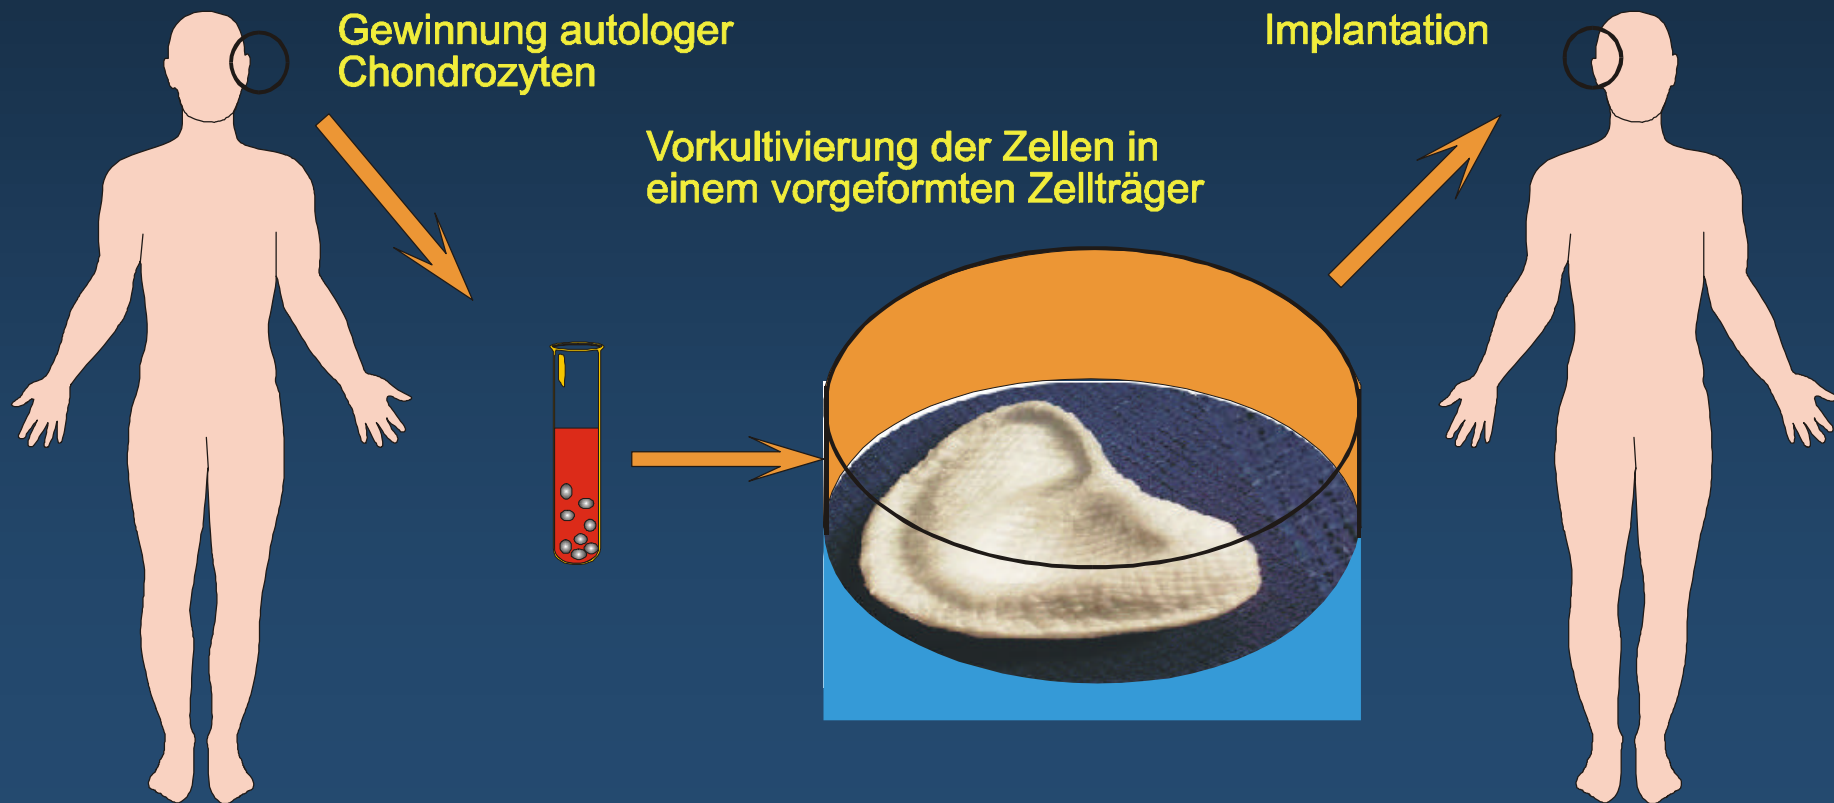 Gewinnung autologer
Chondrozyten
Vorkultivierung der Zellen in
einem vorgeformten Zellträger
Implantation